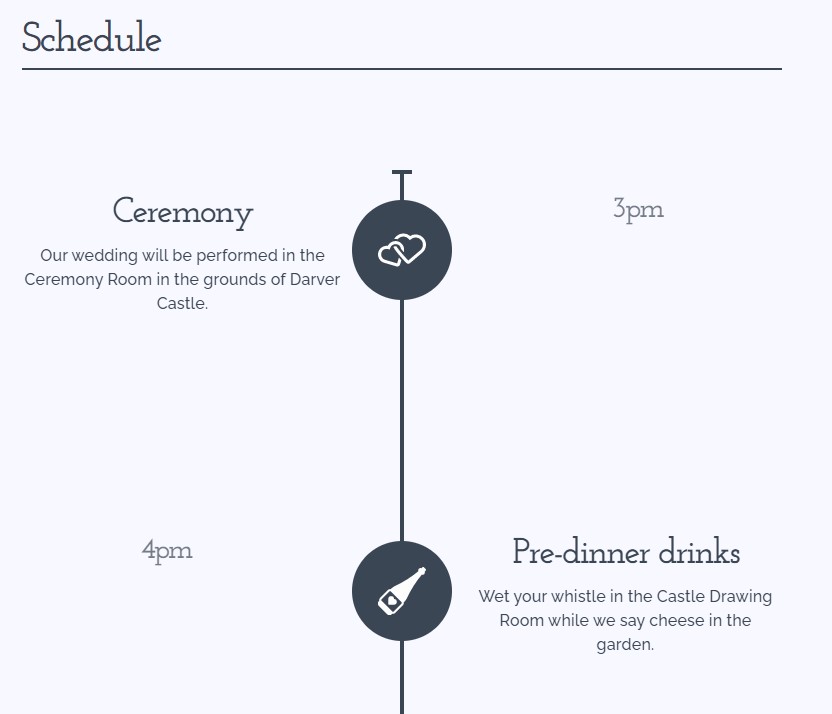 Schedule
Ceremony
3pm
Our wedding will be performed in the
Ceremony Room in the grounds of Darver
Castle.
4pm
Pre-dinner drinks
Wet your whistle in the Castle Drawing
Room while we say cheese in the
garden.